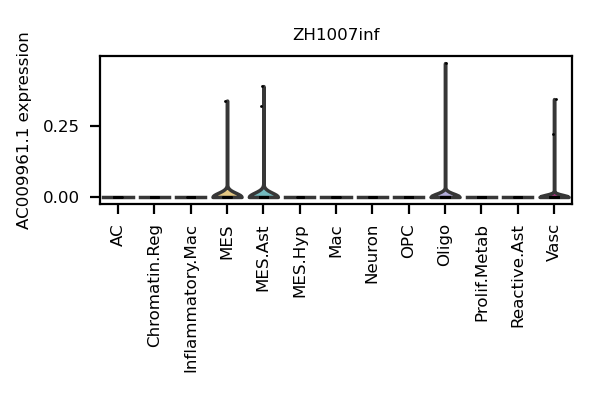 ZH1007inf
AC009961.1 expression
0.25
0.00
AC
Chromatin.Reg
Inflammatory.Mac
MES
MES.Ast
MES.Hyp
Mac
Neuron
OPC
Oligo
Prolif.Metab
Reactive.Ast
Vasc